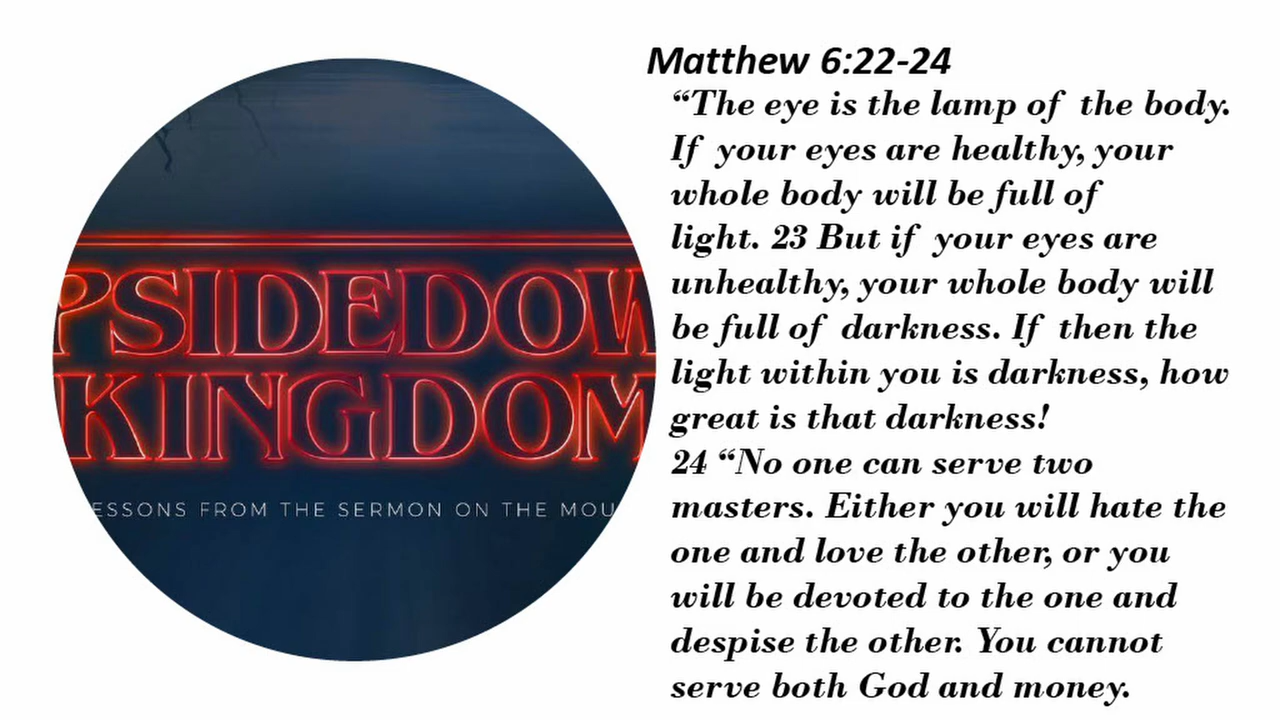 PSIDEDOW
KINGDOM
ESSONS FROM THE SERMON ON THE MOU
Matthew 6:22-24
“The eye is the lamp of the body.
If your eyes are healthy, your
whole body will be full of
light. 23 But if your eyes are
unhealthy, your whole body will
be full of darkness. If then the
light within you is darkness, how
great is that darkness!
24 “No one can serve two
masters. Either you will hate the
one and love the other, or you
will be devoted to the one and
despise the other. You cannot
serve both God and money.